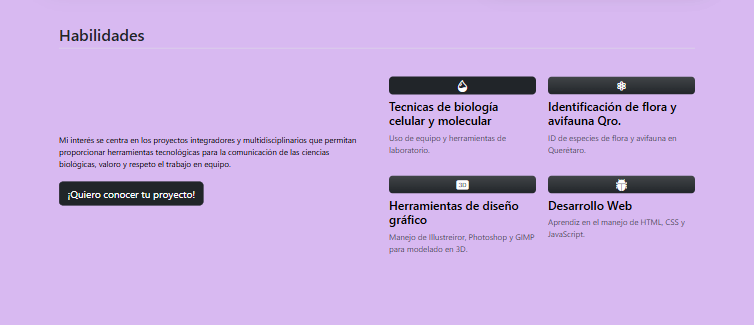 Habilidades
Mi interés se centra en los proyectos integradores y multidisciplinarios que permitan
proporcionar herramientas tecnológicas para la comunicación de las ciencias
biológicas, valoro y respeto el trabajo en equipo.
¡Quiero conocer tu proyecto!
Tecnicas de biología
celular y molecular
Uso de equipo y herramientas de
laboratorio.
Identificación de flora y
avifauna Qro.
ID de especies de flora y avifauna en
Querétaro.
3D
Herramientas de diseño
gráfico
Manejo de Illustreiror, Photoshop y GIMP
para modelado en 3D.
Desarrollo Web
Aprendiz en el manejo de HTML, CSS y
JavaScript.